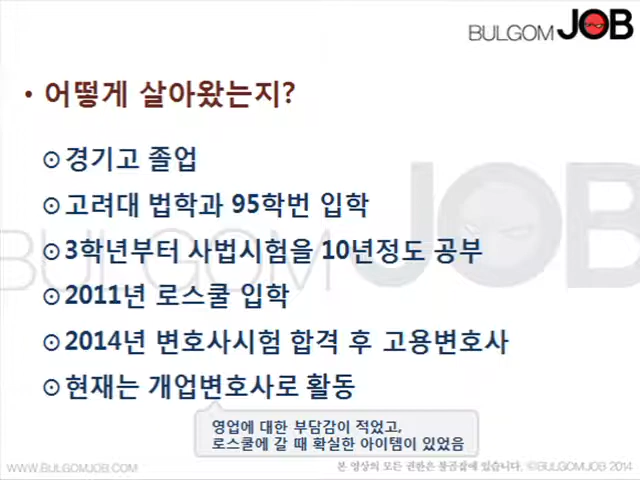 BULGOMJOB
• 어떻게 살아왔는지?
⊙경기고 졸업
⊙고려대 법학과 95학번 입학
⊙3학년부터 사법시험을 10년정도 공부
⊙2011년 로스쿨 입학
⊙2014년 변호사시험 합격 후 고용변호사
⊙현재는 개업변호사로 활동
영업에 대한 부담감이 적었고,
로스쿨에 갈 때 확실한 아이템이 있었음
BULGOMJOB
WWW.BULGOMJOB.COM
본 영상의 모든 권한은 불곰잡에 있습니다. ©BULGOMJOB 2014